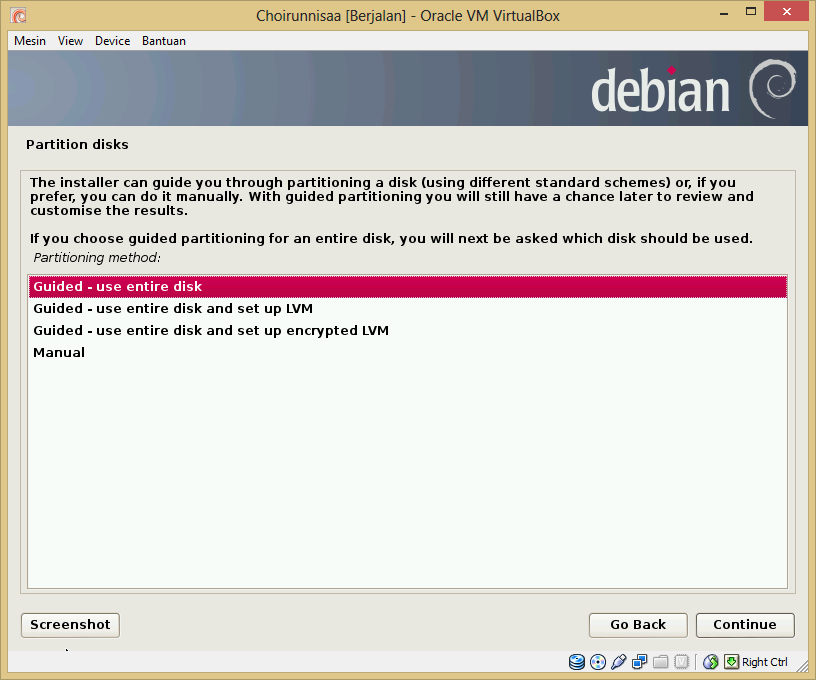 Choirunnisaa [Berjalan] - Oracle VM VirtualBox
Mesin View Device Bantuan
debian
Partition disks
The installer can guide you through partitioning a disk (using different standard schemes) or, if you
prefer, you can do it manually. With guided partitioning you will still have a chance later to review and
customise the results.
If you choose guided partitioning for an entire disk, you will next be asked which disk should be used.
Partitioning method:
Guided - use entire disk
Guided - use entire disk and set up LVM
Guided - use entire disk and set up encrypted LVM
Manual
Screenshot Go Back Continue
Right Ctrl